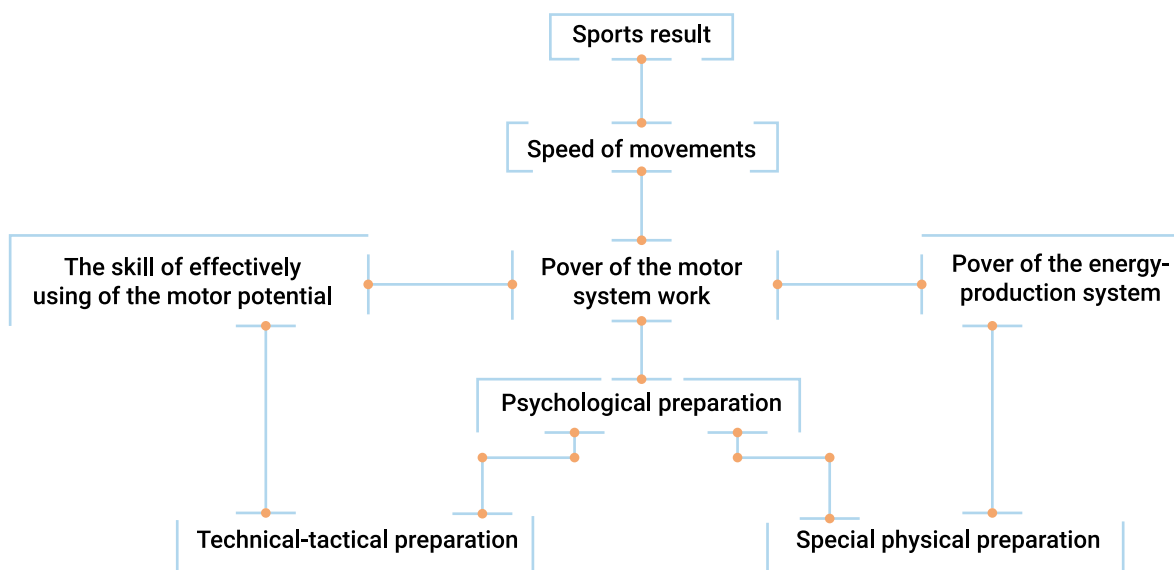 Sports result
Speed of movements
The skill of effectively
using of the motor potential
Pover of the motor
system work
Pover of the energy-
production system
Psychological preparation
Technical-tactical preparation
Special physical preparation